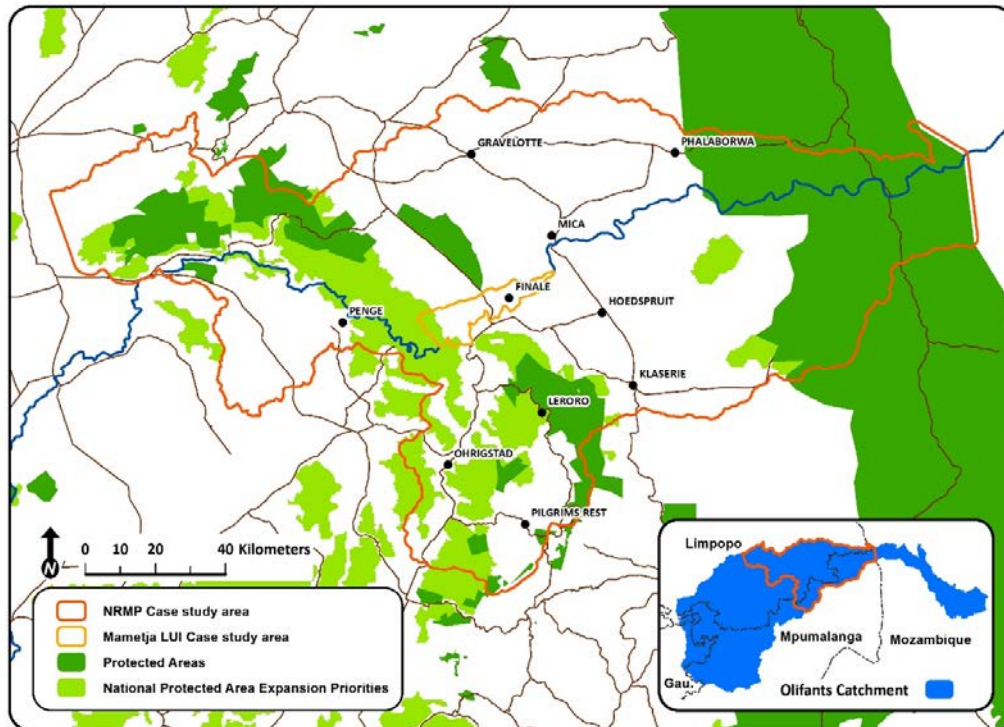 GRAVELOTTE
PHALABORWA
MICA
FINALE
HOEDSPRUIT
PENGE
KLASERIE
LERORO
OHRIGSTAD
PILGRIMS REST
N
0 10 20 40 Kilometers
NRMP Case study area
Mametja LUI Case study area
Protected Areas
National Protected Area Expansion Priorities
Limpopo
Mpumalanga
Mozambique
Gau.
Olifants Catchment